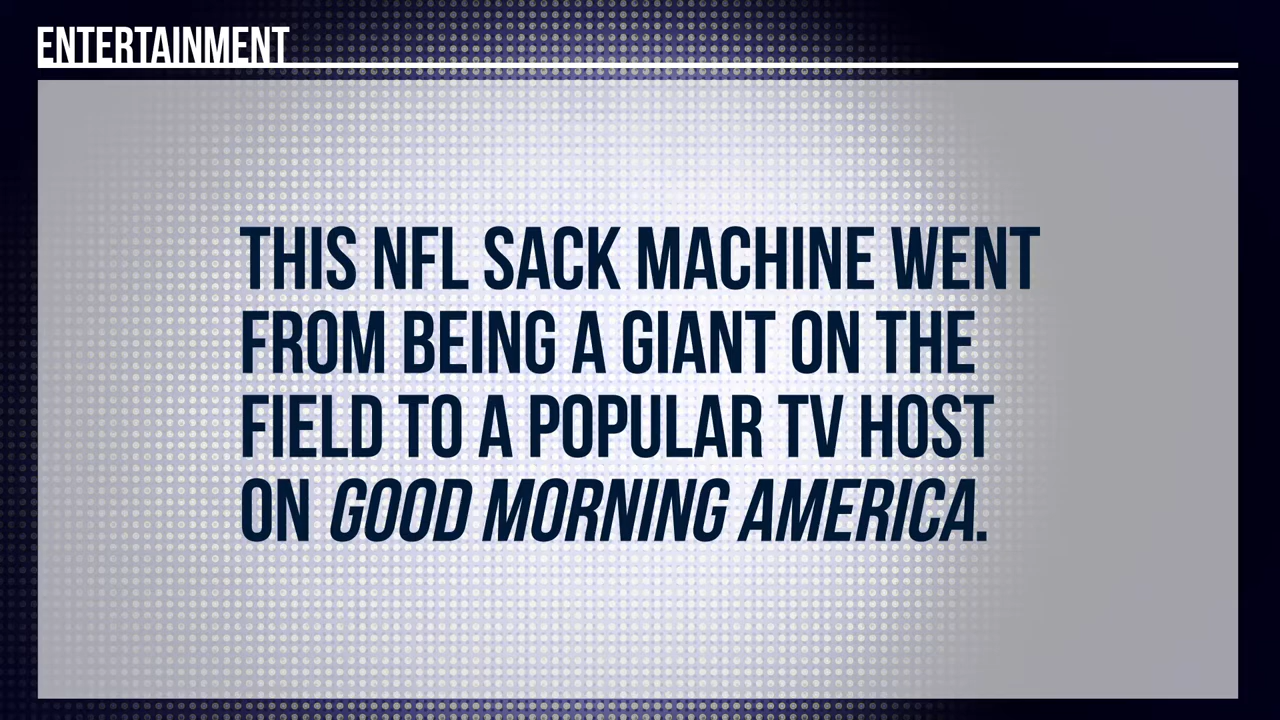 ENTERTAINMENT
THIS NFL SACK MACHINE WENT
FROM BEING A GIANT ON THE
FIELD TO A POPULAR TV HOST
ON GOOD MORNING AMERICA.